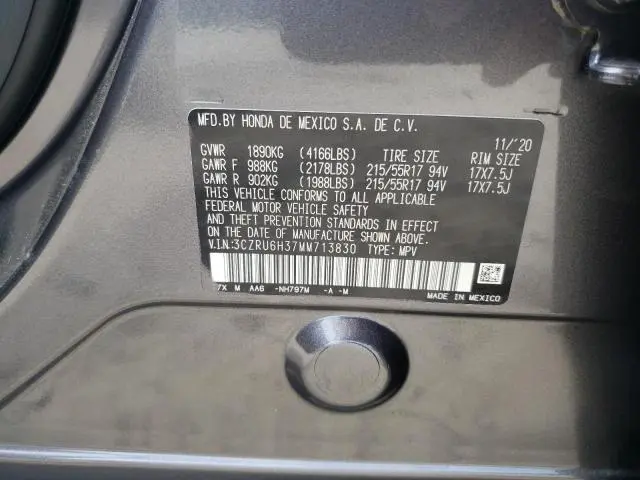 MFD.BY HONDA DE MEXICO S.A. DE C.V.
11/'20
GVWR 1890KG (4166LBS) TIRE SIZE RIM SIZE
GAWR F 988KG (2178LBS) 215/55R17 94V 17X7.5J
GAWR R 902KG (1988LBS) 215/55R17 94V 17X7.5J
THIS VEHICLE CONFORMS TO ALL APPLICABLE
FEDERAL MOTOR VEHICLE SAFETY
AND THEFT PREVENTION STANDARDS IN EFFECT
ON THE DATE OF MANUFACTURE SHOWN ABOVE.
V.I.N:3CZRU6H37MM713830 TYPE: MPV
7X M AA6 -NH797M -A -M
MADE IN MEXICO